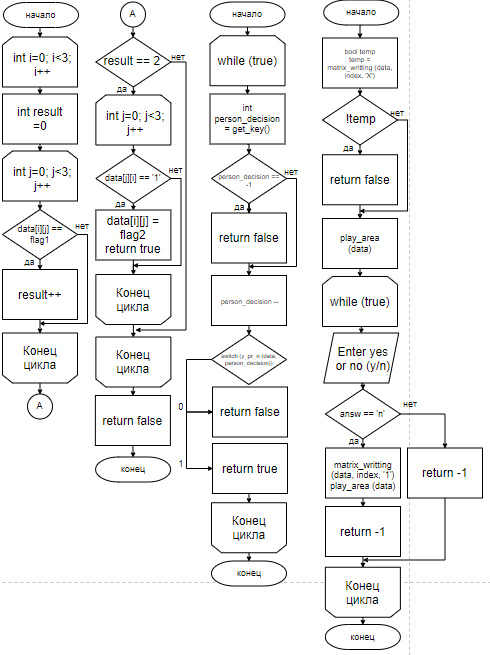 начало
int i=0; i<3;
i++
int result
=0
int j=0; j<3;
j++
data[i][j] ==
flag1
нет
да
result++
Конец
цикла
A
A
result == 2
нет
да
int j=0; j<3;
j++
data[j][i] == '1'
нет
да
data[i][j] =
flag2
return true
Конец
цикла
Конец
цикла
return false
конец
начало
while (true)
int
person_decision
= get_key()
person_decision ==
-1
нет
да
return false
person_decision --
switch (y_pr_n (data,
person_decision))
0
return false
1
return true
Конец
цикла
конец
начало
bool temp
temp =
matrix_writting (data,
index, 'X')
!temp
нет
да
return false
play_area
(data)
while (true)
Enter yes
or no (y/n)
answ == 'n'
нет
да
matrix_writting
(data, index, '1')
play_area (data)
return -1
return -1
Конец
цикла
конец